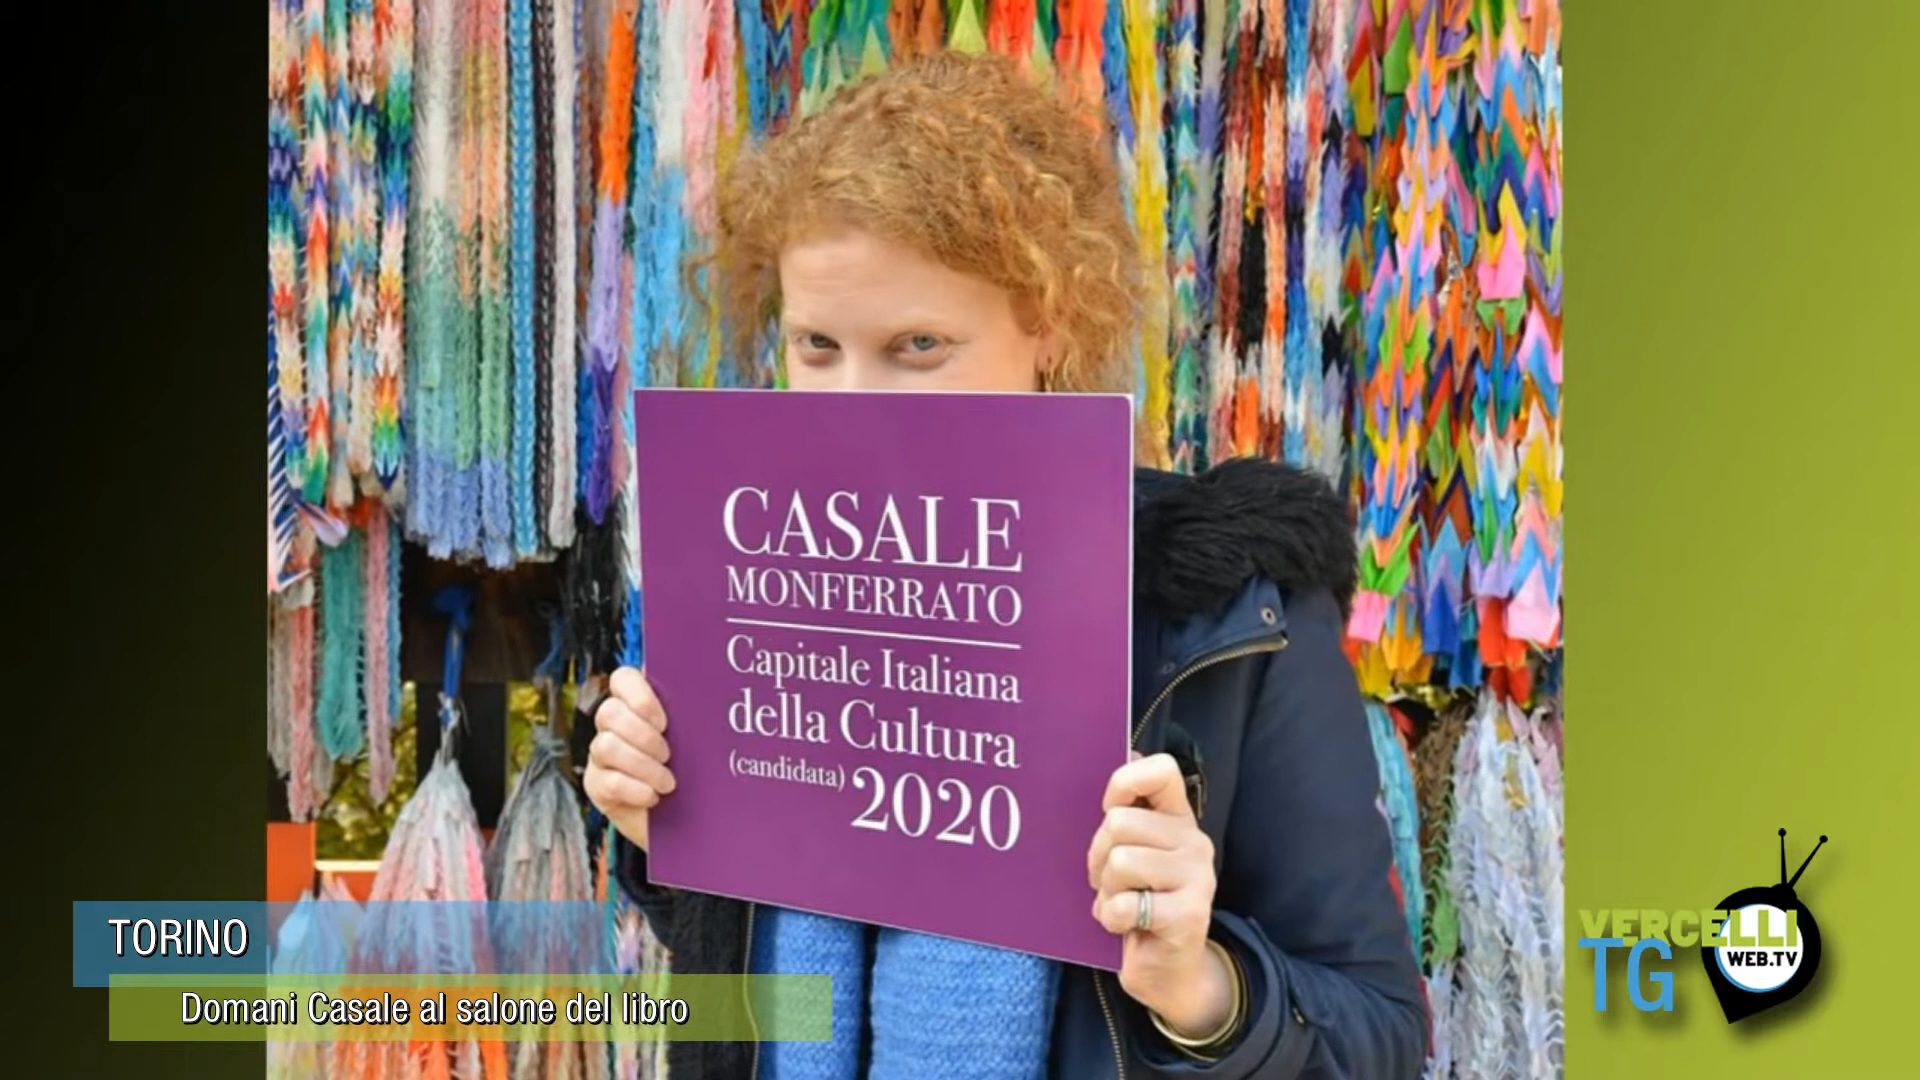 CASALE
MONFERRATO
Capitale Italiana
della Cultura
(candidata) 2020
TORINO
Domani Casale al salone del libro
VERCELLI
WEB.TV
TG